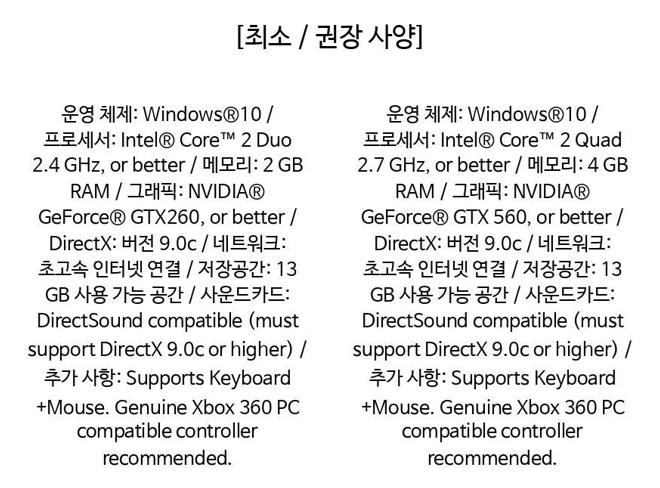 [최소 / 권장 사양]
운영 체제: Windows®10 /
프로세서: Intel® Core™ 2 Duo
2.4 GHz, or better / 메모리: 2 GB
RAM / 그래픽: NVIDIA®
GeForce® GTX260, or better /
DirectX: 버전 9.0c / 네트워크:
초고속 인터넷 연결 / 저장공간: 13
GB 사용 가능 공간 / 사운드카드:
DirectSound compatible (must
support DirectX 9.0c or higher) /
추가 사항: Supports Keyboard
+Mouse. Genuine Xbox 360 PC
compatible controller
recommended.
운영 체제: Windows®10 /
프로세서: Intel® Core™ 2 Quad
2.7 GHz, or better / 메모리: 4 GB
RAM / 그래픽: NVIDIA®
GeForce® GTX 560, or better /
DirectX: 버전 9.0c / 네트워크:
초고속 인터넷 연결 / 저장공간: 13
GB 사용 가능 공간 / 사운드카드:
DirectSound compatible (must
support DirectX 9.0c or higher) /
추가 사항: Supports Keyboard
+Mouse. Genuine Xbox 360 PC
compatible controller
recommended.